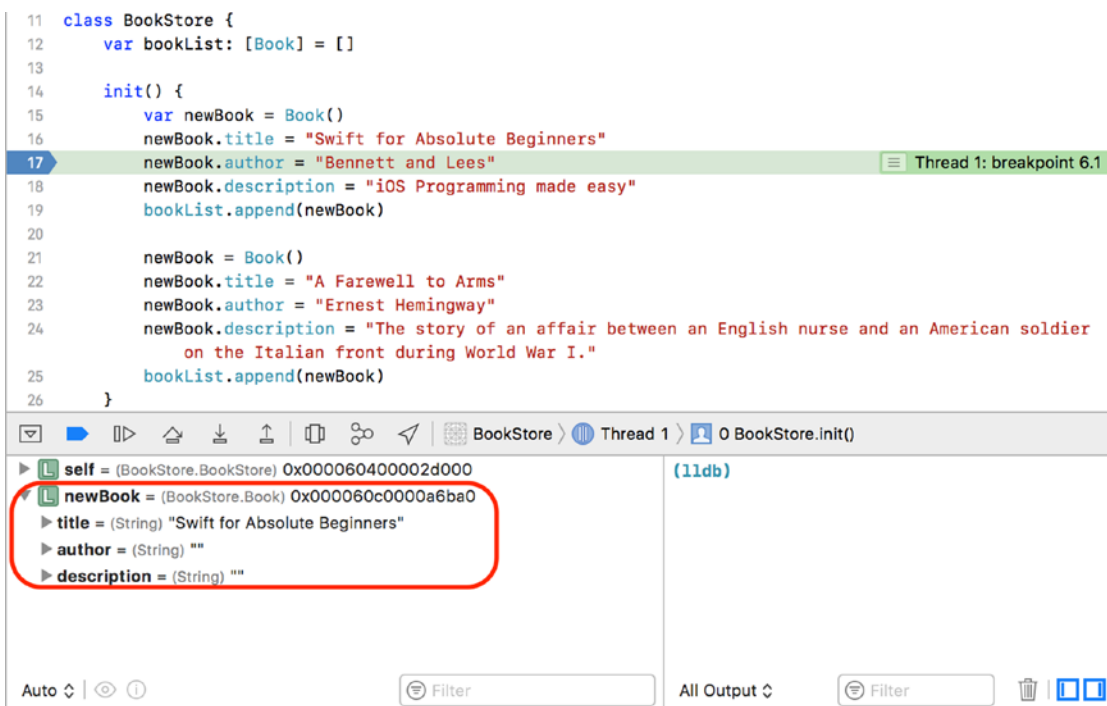 11 class BookStore {
12 var bookList: [Book] = []
13
14 init() {
15 var newBook = Book()
16 newBook.title = "Swift for Absolute Beginners"
17 newBook.author = "Bennett and Lees" Thread 1: breakpoint 6.1
18 newBook.description = "iOS Programming made easy"
19 bookList.append(newBook)
20
21 newBook = Book()
22 newBook.title = "A Farewell to Arms"
23 newBook.author = "Ernest Hemingway"
24 newBook.description = "The story of an affair between an English nurse and an American soldier
on the Italian front during World War I."
25 bookList.append(newBook)
26 }
BookStore Thread 1 0 BookStore.init()
L self = (BookStore.BookStore) 0x000060400002d000
L newBook = (BookStore.Book) 0x000060c0000a6ba0
title = (String) "Swift for Absolute Beginners"
author = (String) ""
description = (String) ""
(lldb)
Auto Filter All Output Filter